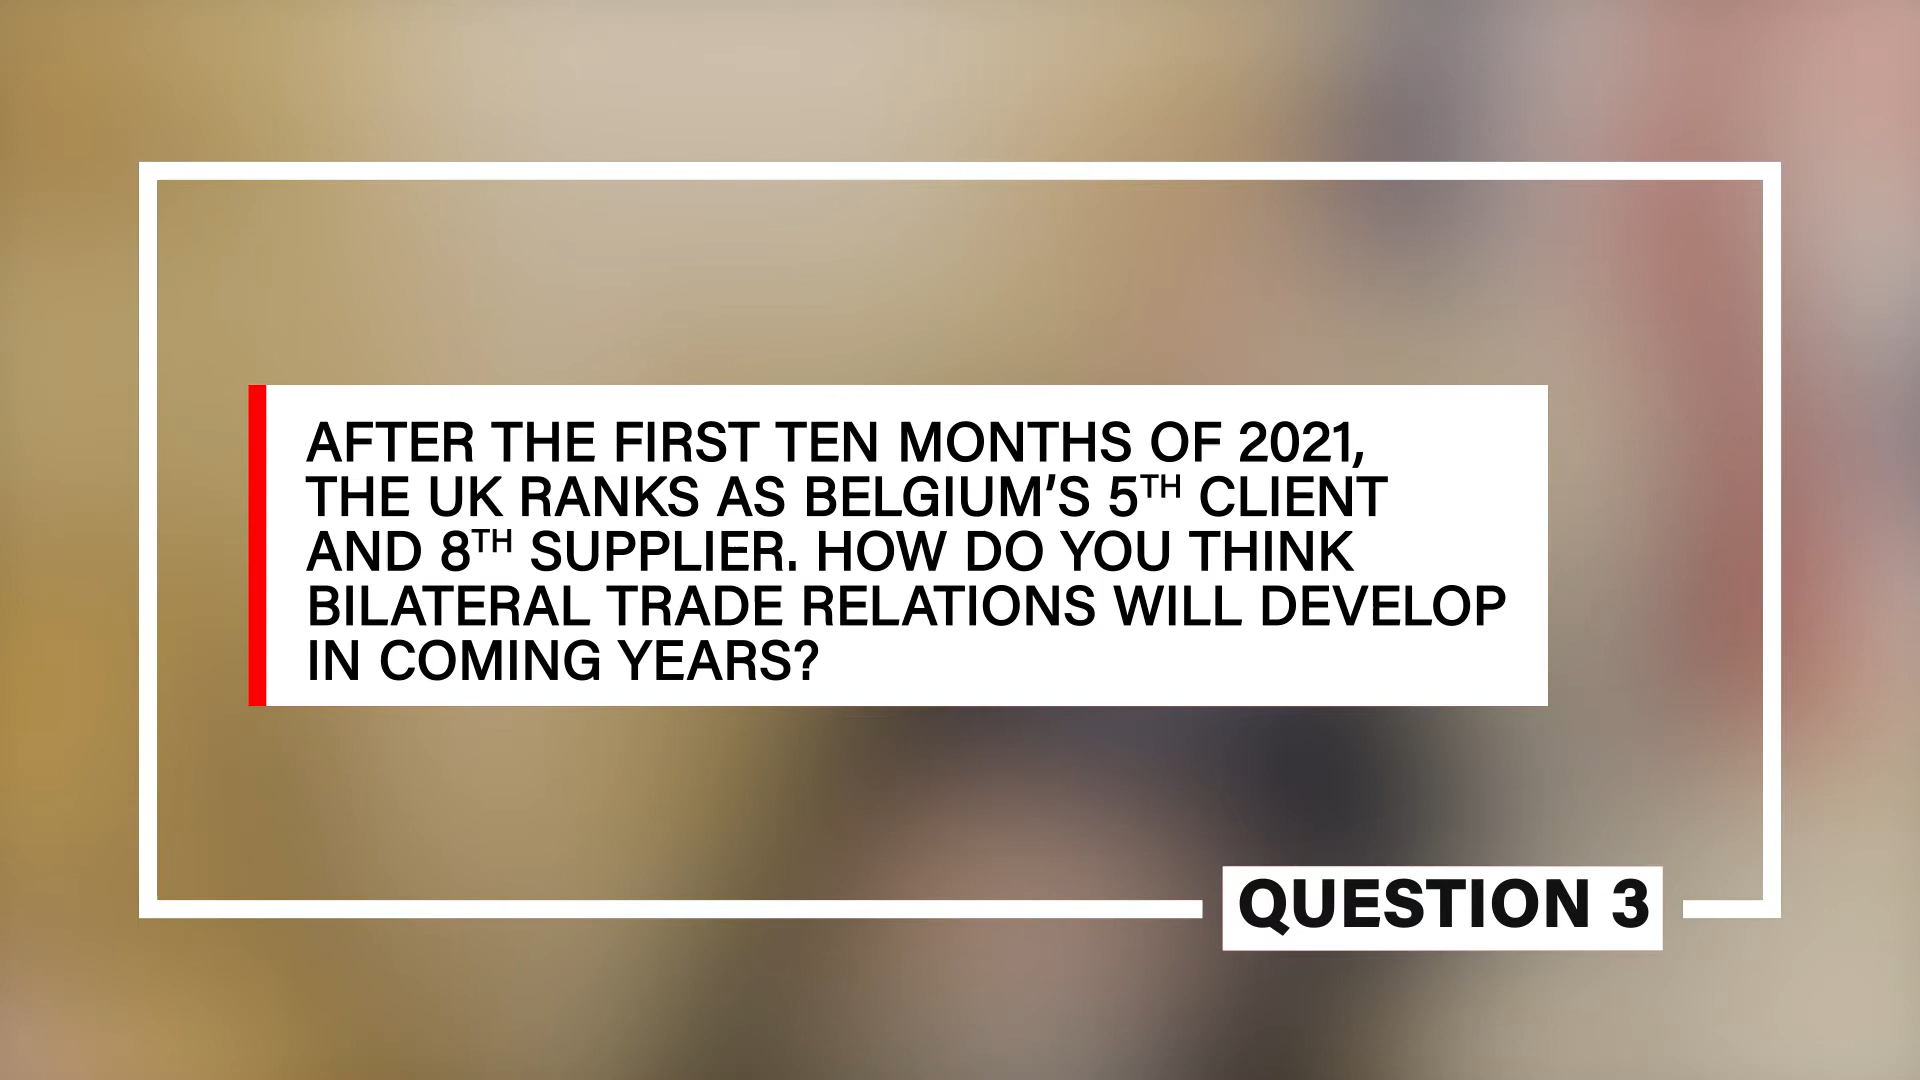 AFTER THE FIRST TEN MONTHS OF 2021,
THE UK RANKS AS BELGIUM’S 5TH CLIENT
AND 8TH SUPPLIER. HOW DO YOU THINK
BILATERAL TRADE RELATIONS WILL DEVELOP
IN COMING YEARS?
QUESTION 3